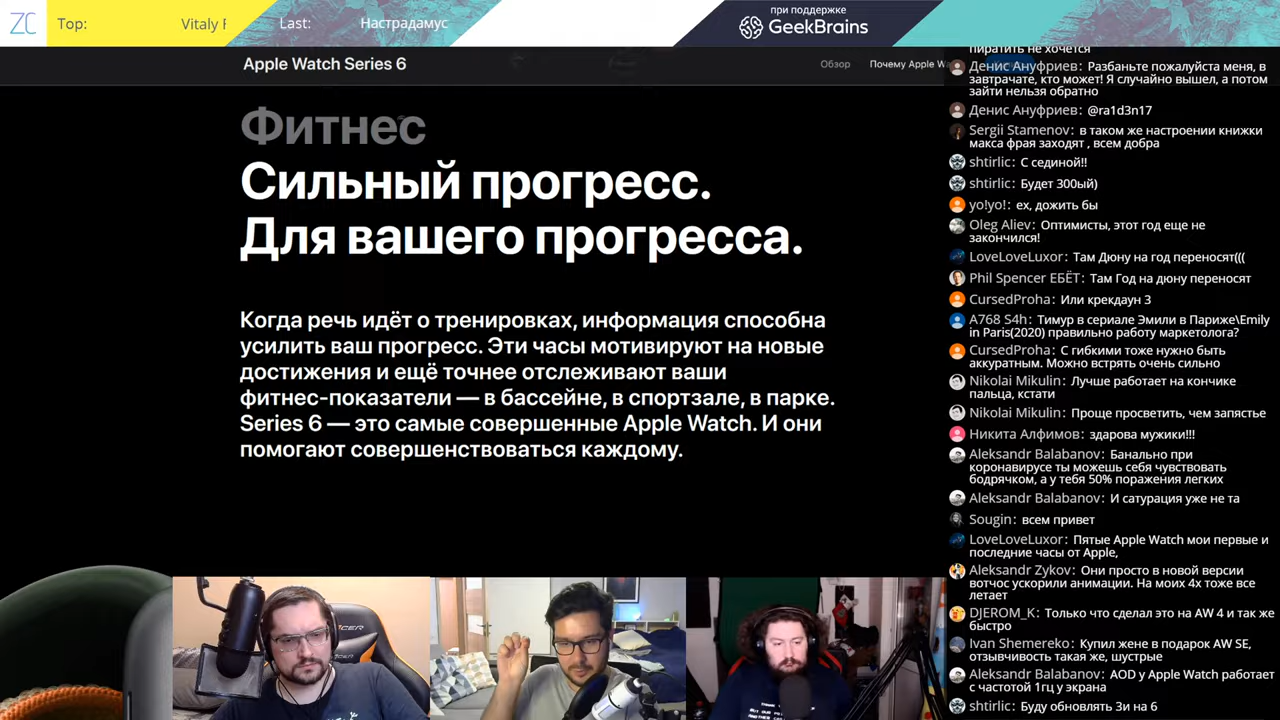 ZC
Top:
Vitaly F
Last:
Настрадамус
при поддержке
GeekBrains
Apple Watch Series 6
Обзор
Почему Apple Wa
Фитнес
Сильный прогресс.
Для вашего прогресса.
Когда речь идёт о тренировках, информация способна
усилить ваш прогресс. Эти часы мотивируют на новые
достижения и ещё точнее отслеживают ваши
фитнес-показатели — в бассейне, в спортзале, в парке.
Series 6 — это самые совершенные Apple Watch. И они
помогают совершенствоваться каждому.
пиратить не хочется
Денис Ануфриев: Разбаньте пожалуйста меня, в
завтрачате, кто может! Я случайно вышел, а потом
зайти нельзя обратно
Денис Ануфриев: @ra1d3n17
Sergii Stamenov: в таком же настроении книжки
макса фрая заходят , всем добра
shtirlic: С сединой!!
shtirlic: Будет 300ый)
yo!yo!: ех, дожить бы
Oleg Aliev: Оптимисты, этот год еще не
закончился!
LoveLoveLuxor: Там Дюну на год переносят(((
Phil Spencer ЕБЁТ: Там Год на дюну переносят
CursedProha: Или крекдаун 3
A768 S4h: Тимур в сериале Эмили в Париже\Emily
in Paris(2020) правильно работу маркетолога?
CursedProha: С гибкими тоже нужно быть
аккуратным. Можно встрять очень сильно
Nikolai Mikulin: Лучше работает на кончике
пальца, кстати
Nikolai Mikulin: Проще просветить, чем запястье
Никита Алфимов: здарова мужики!!!
Aleksandr Balabanov: Банально при
коронавирусе ты можешь себя чувствовать
бодрячком, а у тебя 50% поражения легких
Aleksandr Balabanov: И сатурация уже не та
Sougin: всем привет
LoveLoveLuxor: Пятые Apple Watch мои первые и
последние часы от Apple,
Aleksandr Zykov: Они просто в новой версии
вотчос ускорили анимации. На моих 4х тоже все
летает
DJEROM_K: Только что сделал это на AW 4 и так же
быстро
Ivan Shemereko: Купил жене в подарок AW SE,
отзывчивость такая же, шустрые
Aleksandr Balabanov: AOD у Apple Watch работает
с частотой 1гц у экрана
shtirlic: Буду обновлять 3и на 6